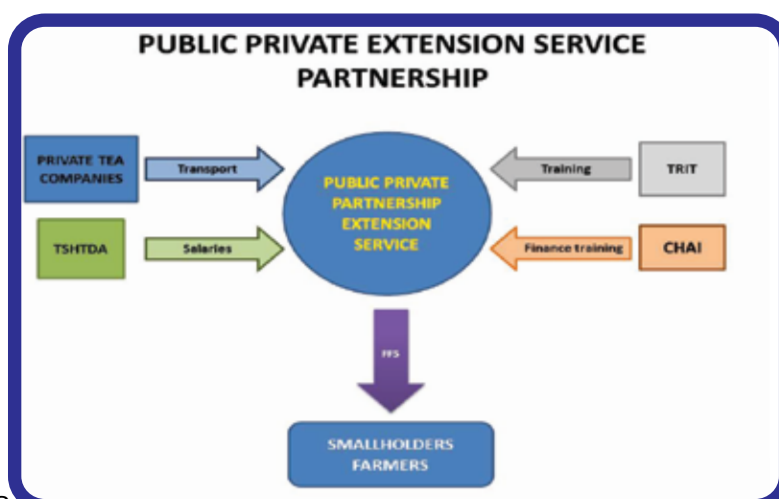 PUBLIC PRIVATE EXTENSION SERVICE
PARTNERSHIP
PRIVATE TEA
COMPANIES
Transport
PUBLIC PRIVATE
PARTNERSHIP
EXTENSION
SERVICE
Training
TRIT
TSHTDA
Salaries
Finance training
CHAI
FFS
SMALLHOLDERS
FARMERS